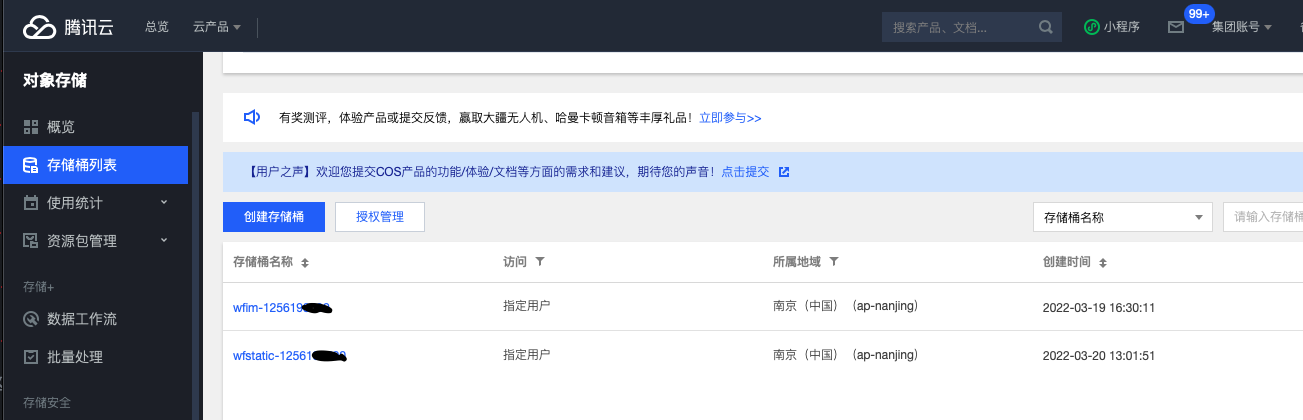 腾讯云 总览 云产品 搜索产品、文档... 小程序 99+ 集团账号
对象存储
概览
存储桶列表
使用统计
资源包管理
存储+
数据工作流
批量处理
存储安全
有奖测评，体验产品或提交反馈，赢取大疆无人机、哈曼卡顿音箱等丰厚礼品！立即参与>>
【用户之声】欢迎您提交COS产品的功能/体验/文档等方面的需求和建议，期待您的声音！点击提交
创建存储桶 授权管理 存储桶名称 请输入存储桶
存储桶名称 访问 所属地域 创建时间
wfim-125619 指定用户 南京（中国）（ap-nanjing） 2022-03-19 16:30:11
wfstatic-12561 指定用户 南京（中国）（ap-nanjing） 2022-03-20 13:01:51